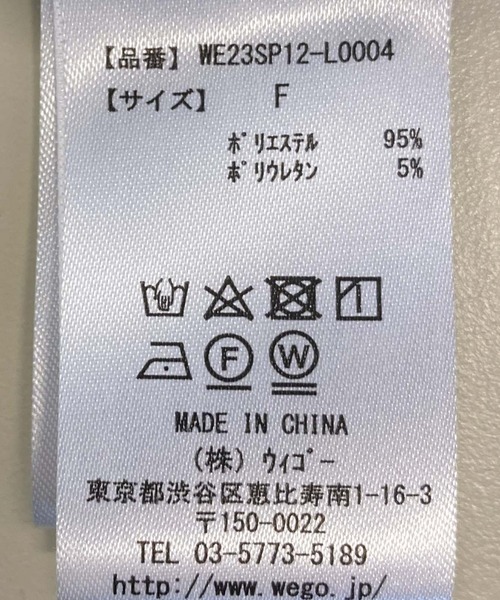 【品番】 WE23SP12-L0004
【サイズ】 F
ﾎﾟﾘｴｽﾃﾙ 95%
ﾎﾟﾘｳﾚﾀﾝ 5%
F W
MADE IN CHINA
(株) ｳｨｺﾞｰ
東京都渋谷区恵比寿南1-16-3
〒150-0022
TEL 03-5773-5189
http://www.wego.jp/